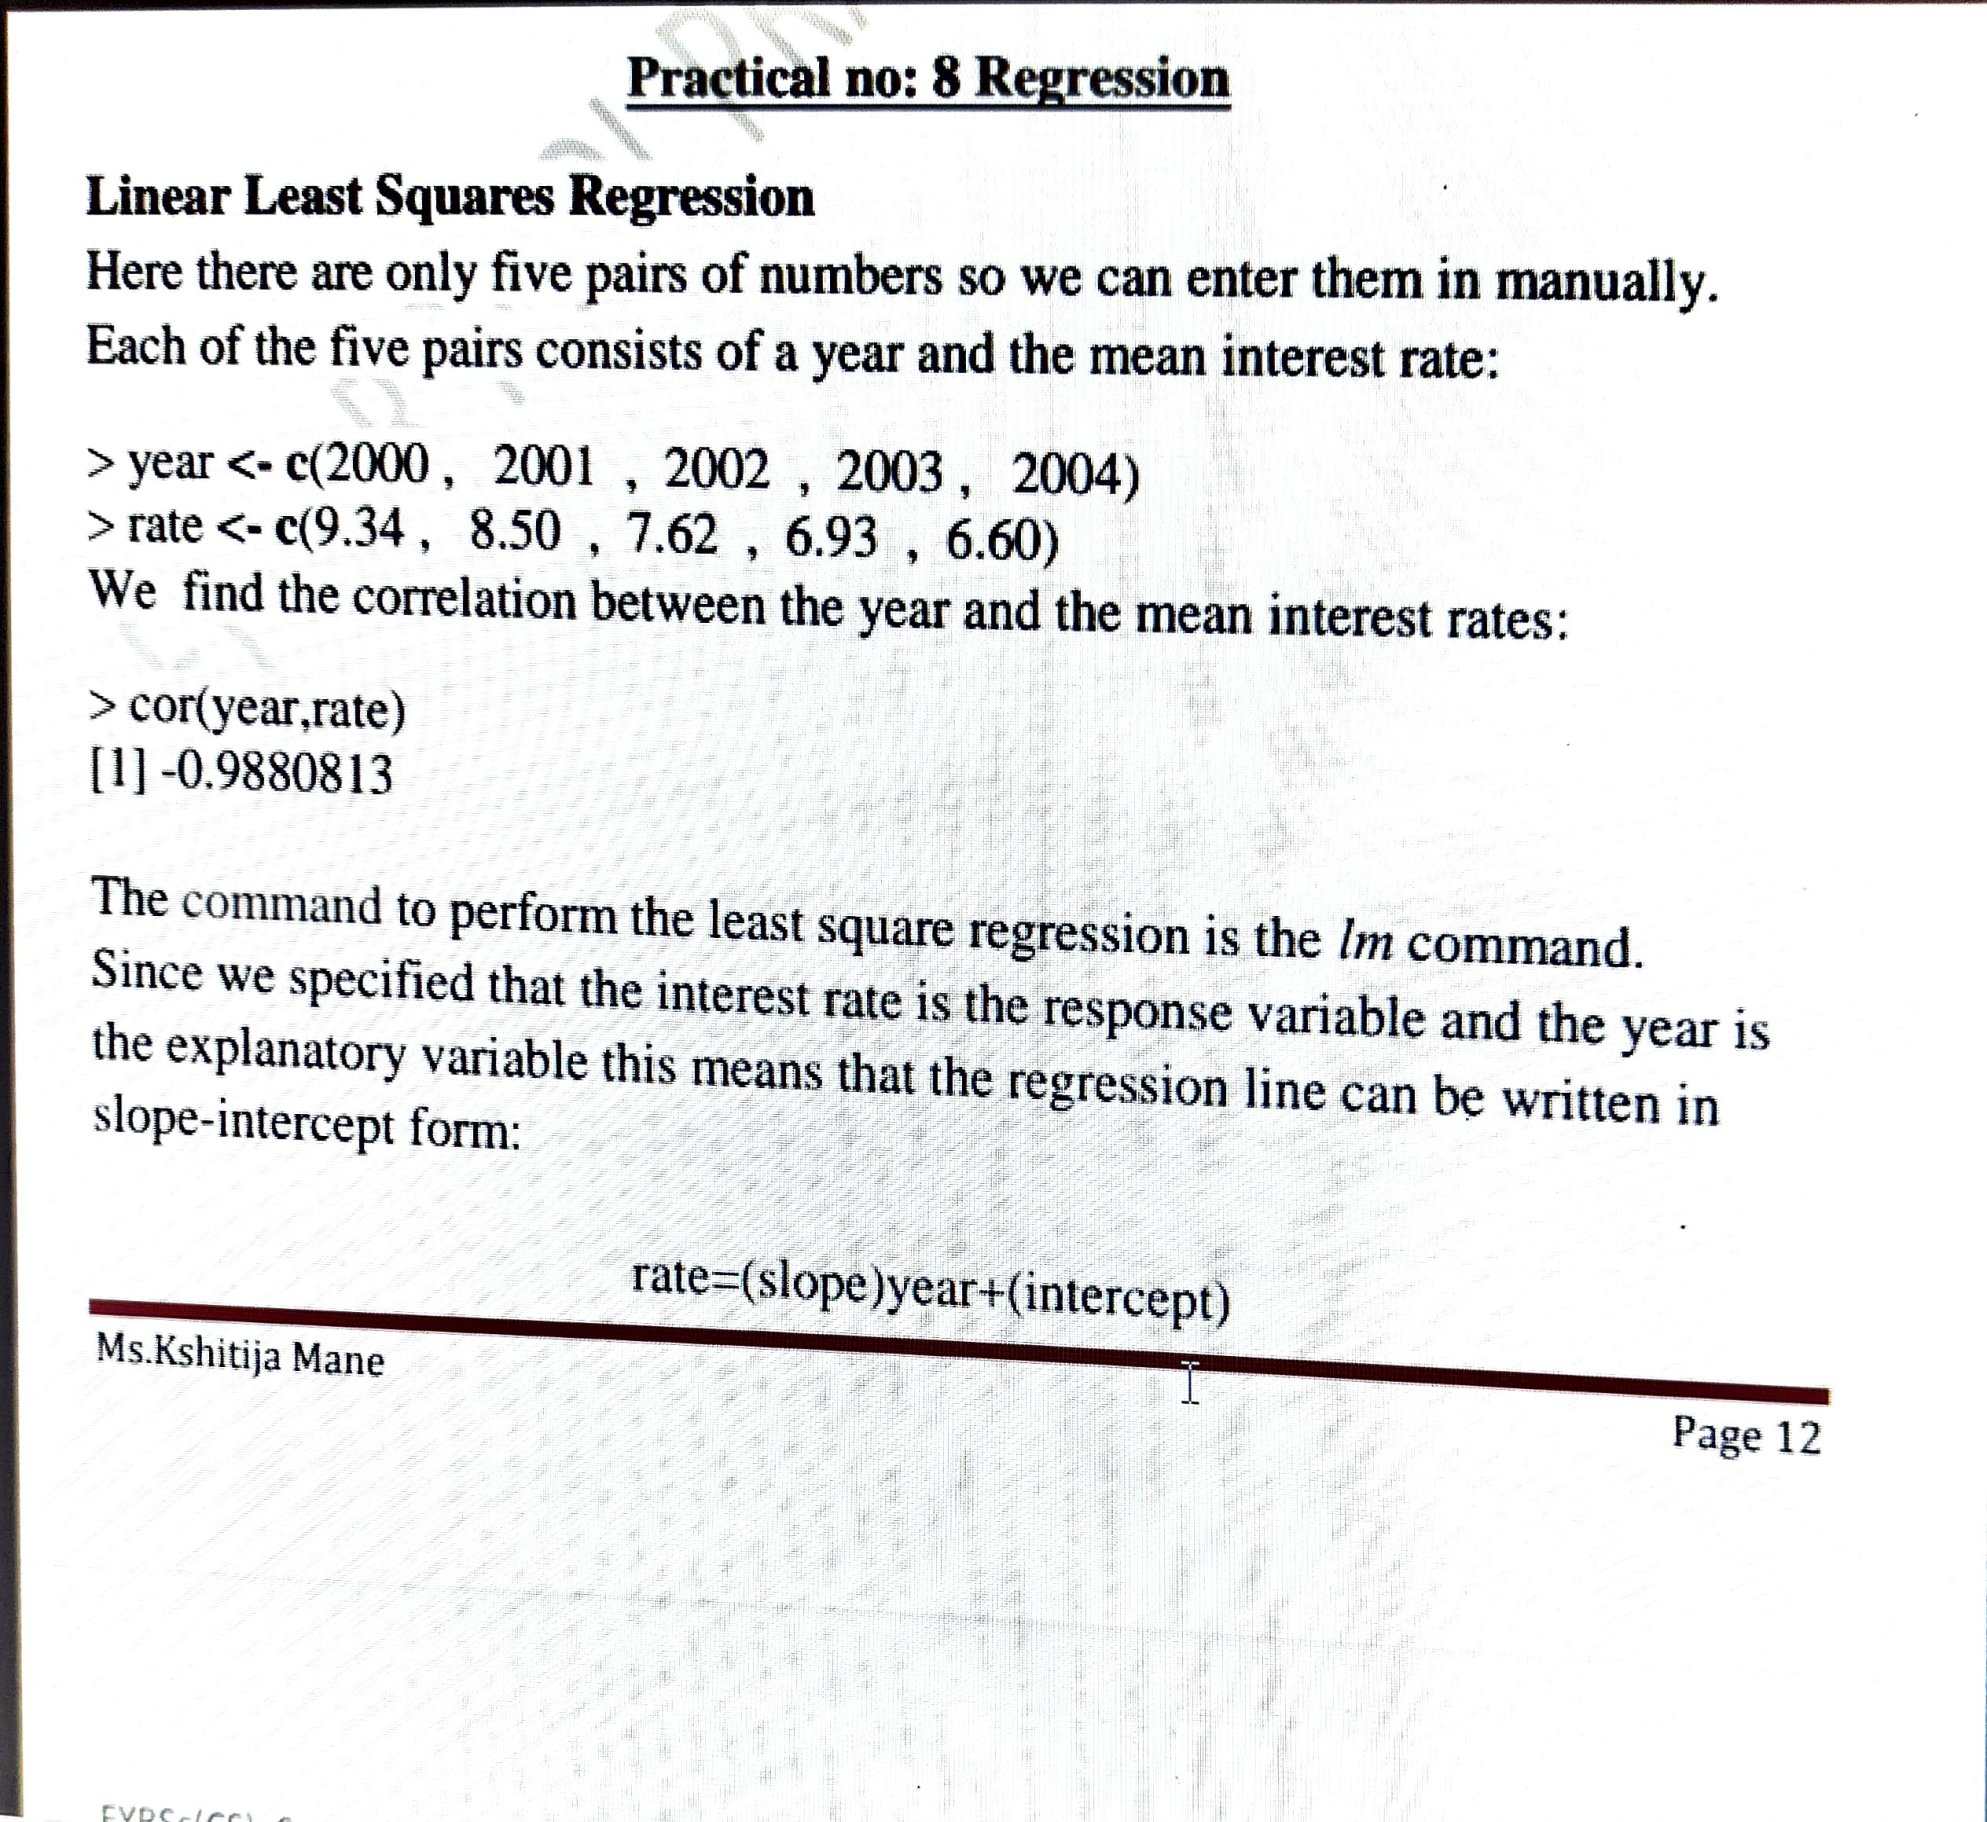 Practical no: 8 Regression
Linear Least Squares Regression
Here there are only five pairs of numbers so we can enter them in manually.
Each of the five pairs consists of a year and the mean interest rate:
> year <- c(2000 , 2001 , 2002 , 2003 , 2004)
> rate <- c(9.34 , 8.50 , 7.62 , 6.93 , 6.60)
We find the correlation between the year and the mean interest rates:
> cor(year,rate)
[1] -0.9880813
The command to perform the least square regression is the lm command.
Since we specified that the interest rate is the response variable and the year is
the explanatory variable this means that the regression line can be written in
slope-intercept form:
rate=(slope)year+(intercept)
Ms.Kshitija Mane
Page 12